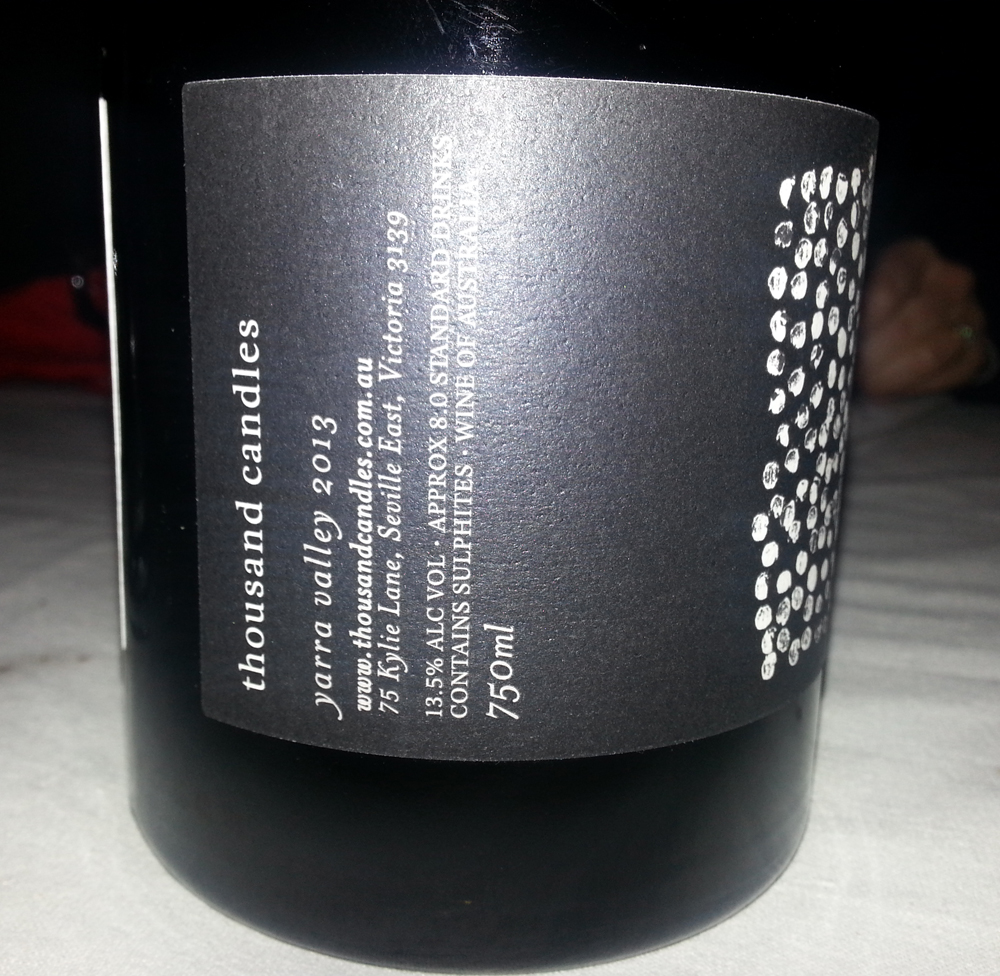 thousand candles
yarra valley 2013
www.thousandcandles.com.au
75 Kylie Lane, Seville East, Victoria 3139
13.5% ALC VOL · APPROX 8.0 STANDARD DRINKS
CONTAINS SULPHITES · WINE OF AUSTRALIA
750ml